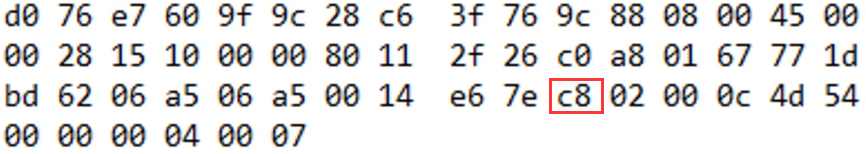 d0 76 e7 60 9f 9c 28 c6 3f 76 9c 88 08 00 45 00
00 28 15 10 00 00 80 11 2f 26 c0 a8 01 67 77 1d
bd 62 06 a5 06 a5 00 14 e6 7e c8 02 00 0c 4d 54
00 00 00 04 00 07